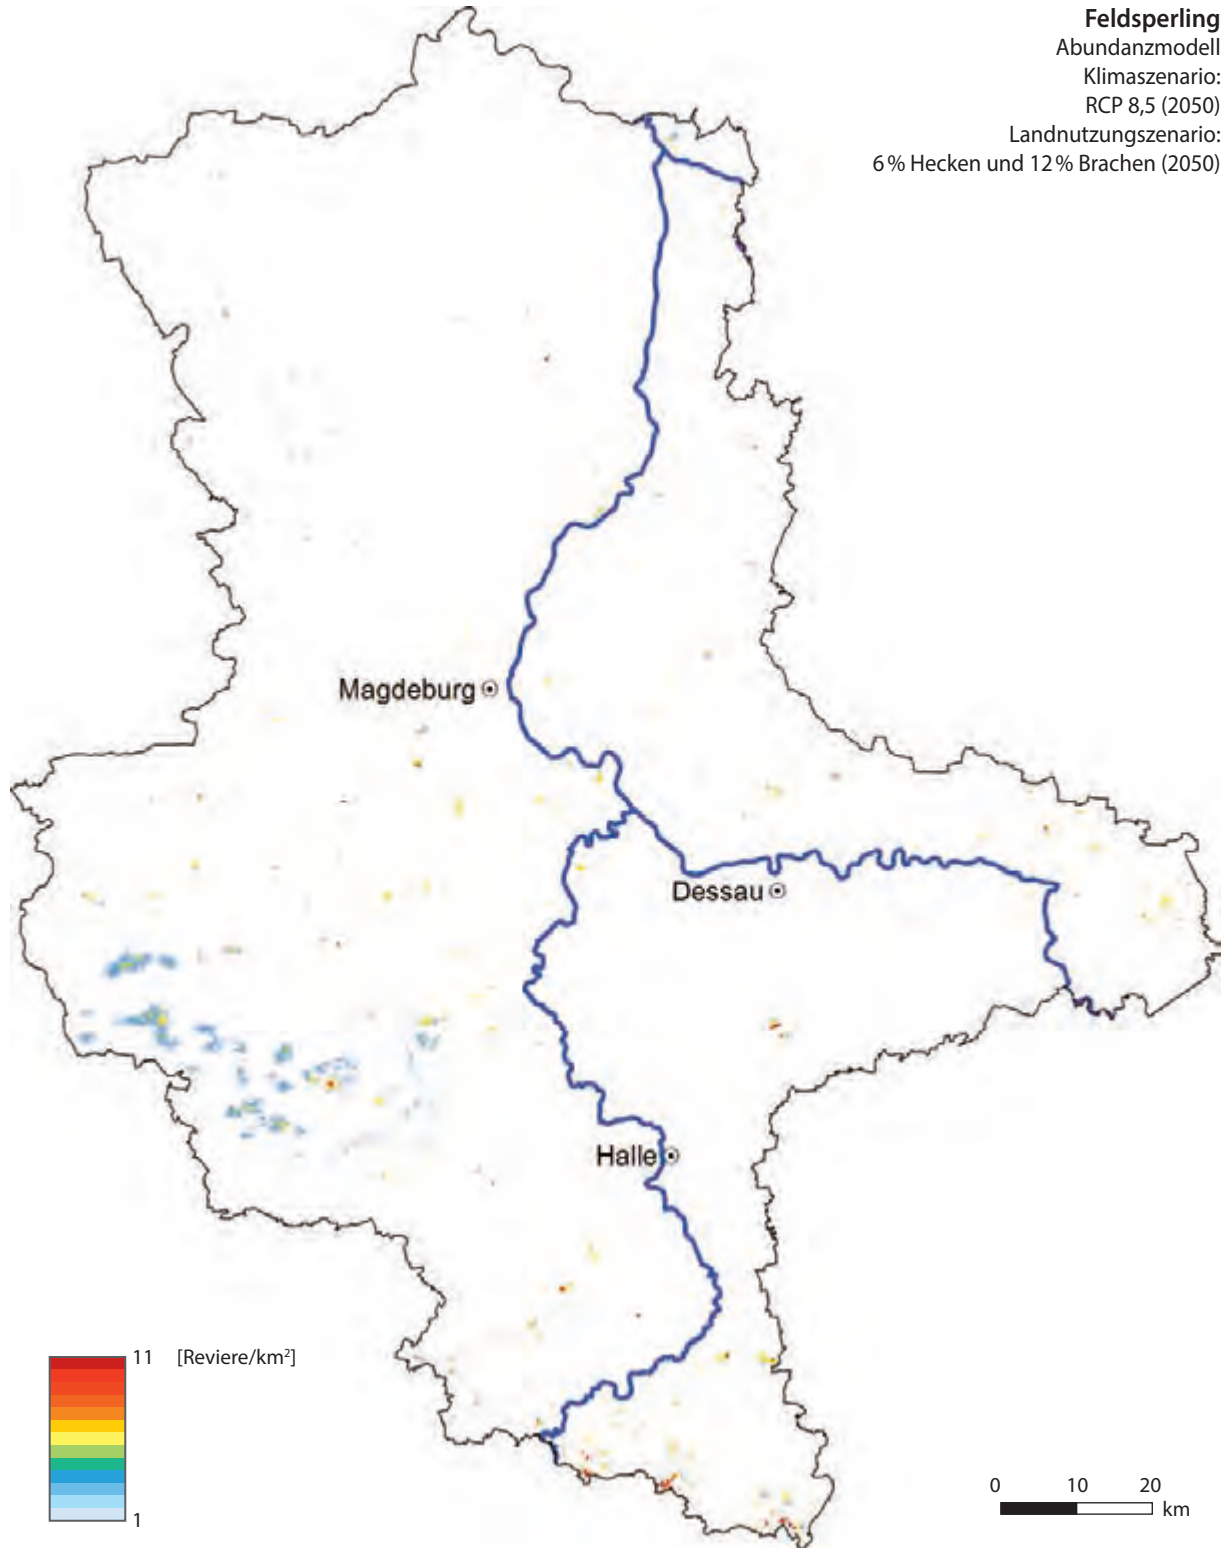 Feldsperling
Abundanzmodell
Klimaszenario:
RCP 8,5 (2050)
Landnutzungszenario:
6 % Hecken und 12 % Brachen (2050)
Magdeburg
Dessau
Halle
11 [Reviere/km²]
1
0 10 20
km